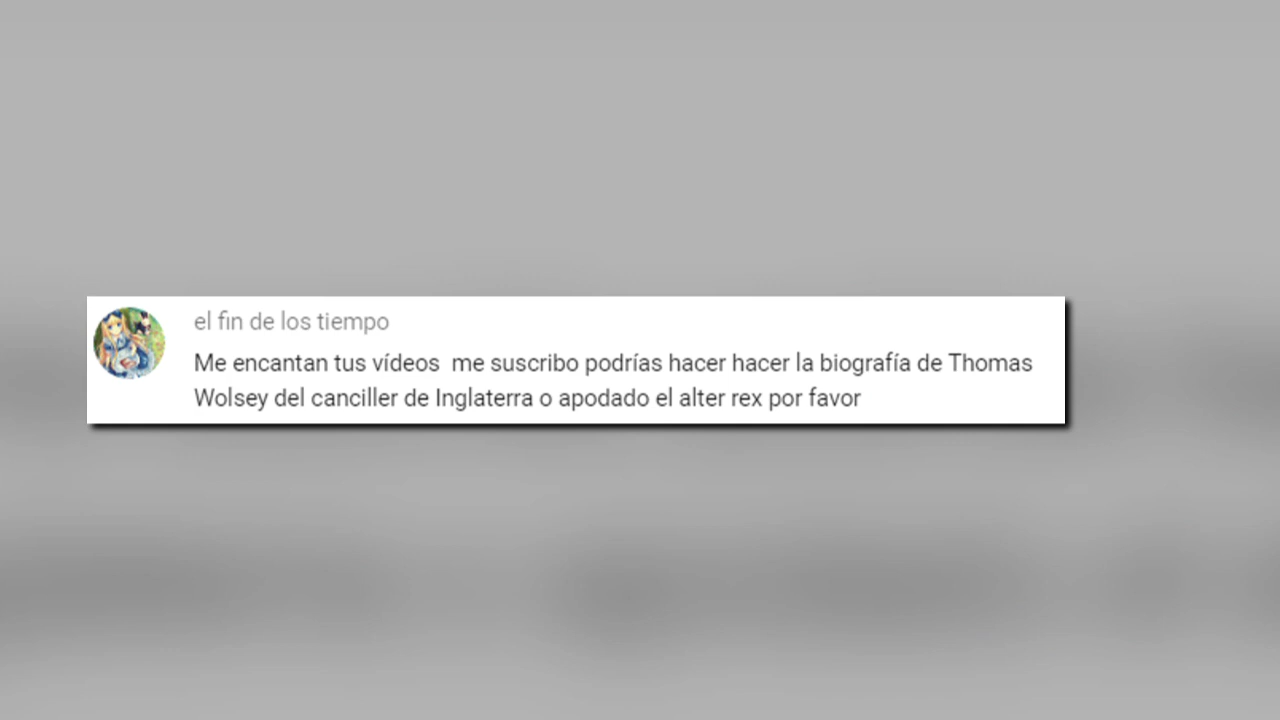 el fin de los tiempo
Me encantan tus vídeos  me suscribo podrías hacer hacer la biografía de Thomas
Wolsey del canciller de Inglaterra o apodado el alter rex por favor